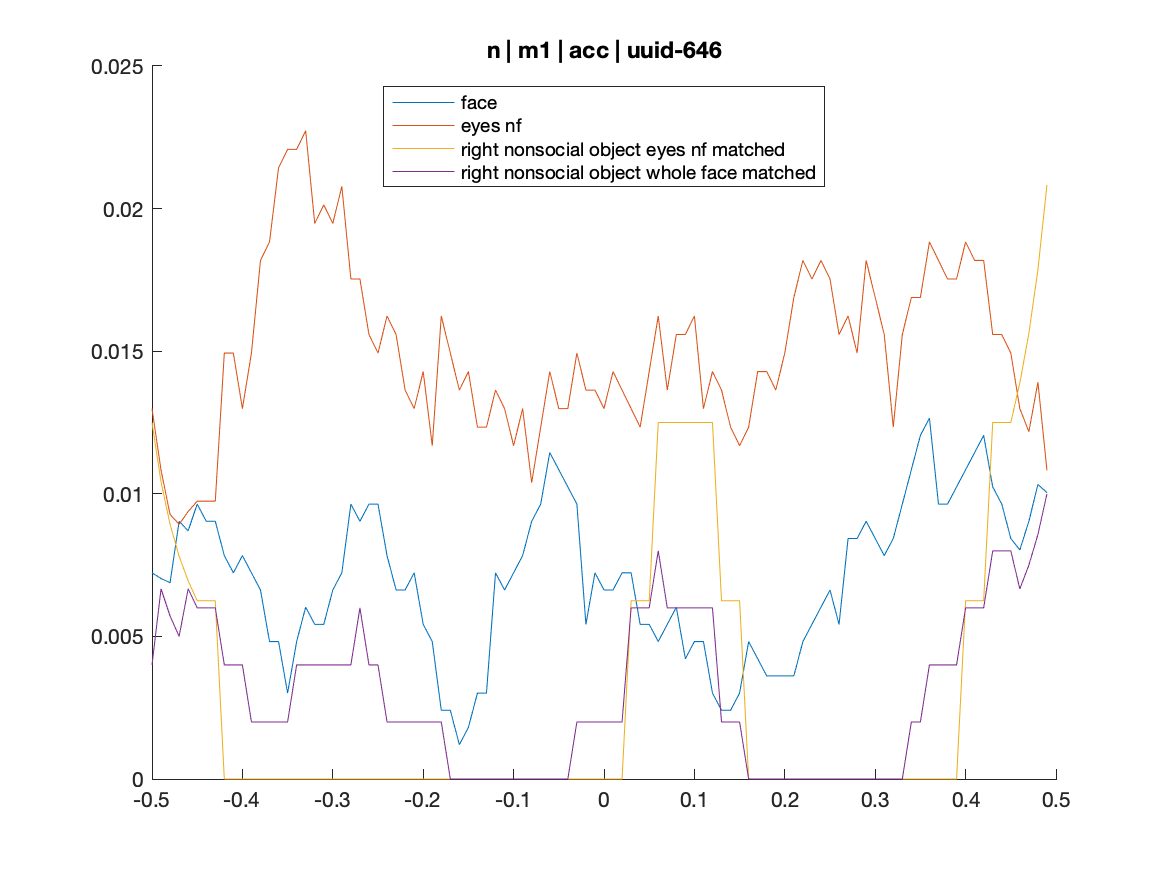 n | m1 | acc | uuid-646
0.025
0.02
0.015
0.01
0.005
0
face
eyes nf
right nonsocial object eyes nf matched
right nonsocial object whole face matched
-0.5 -0.4 -0.3 -0.2 -0.1 0 0.1 0.2 0.3 0.4 0.5